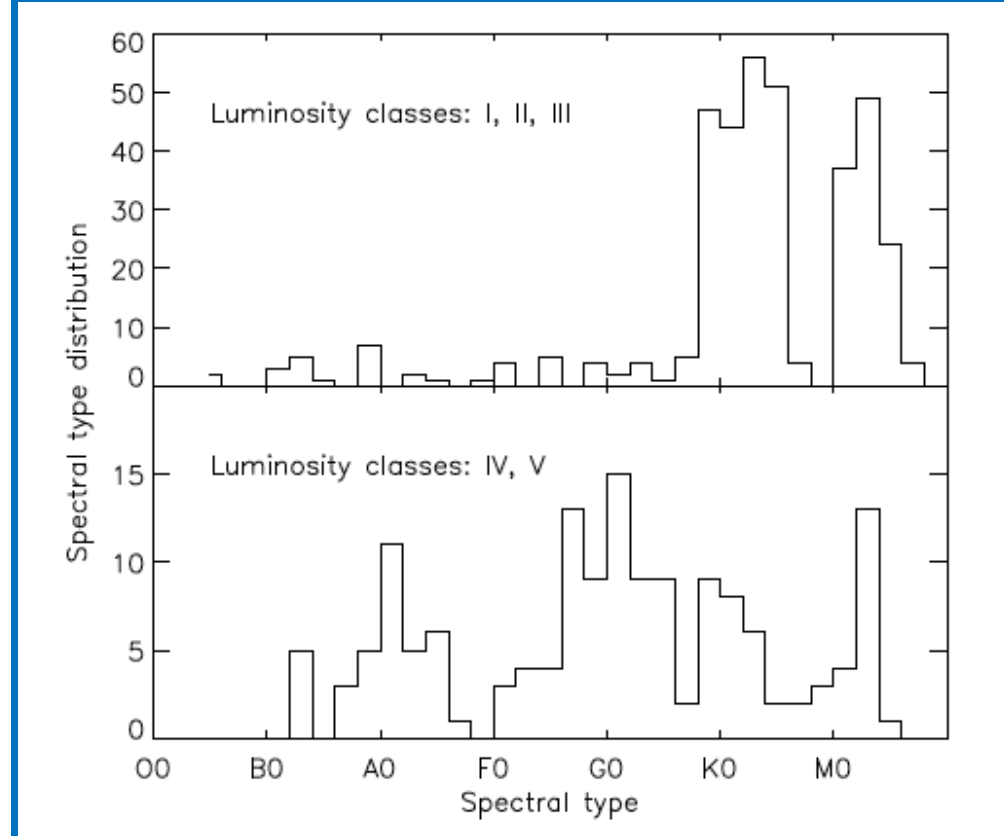 60
50
Luminosity classes: I, II, III
40
30
20
10
0
Spectral type distribution
Luminosity classes: IV, V
15
10
5
0
O0 B0 A0 F0 G0 K0 M0
Spectral type